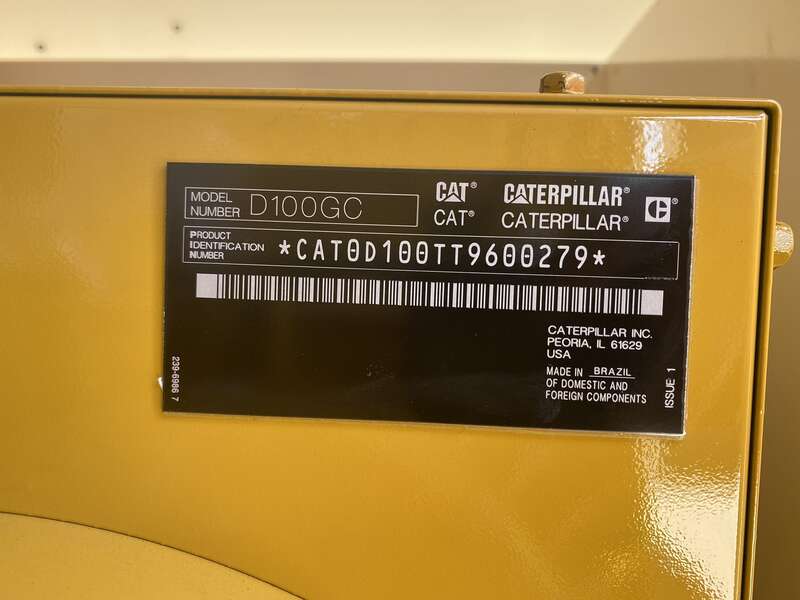 MODEL NUMBER D100GC
CAT® CATERPILLAR®
CAT® CATERPILLAR® C®
PRODUCT IDENTIFICATION NUMBER *CAT0D100TT9600279*
CATERPILLAR INC.
PEORIA, IL 61629
USA
MADE IN BRAZIL
OF DOMESTIC AND
FOREIGN COMPONENTS
239-6986 7
ISSUE 1